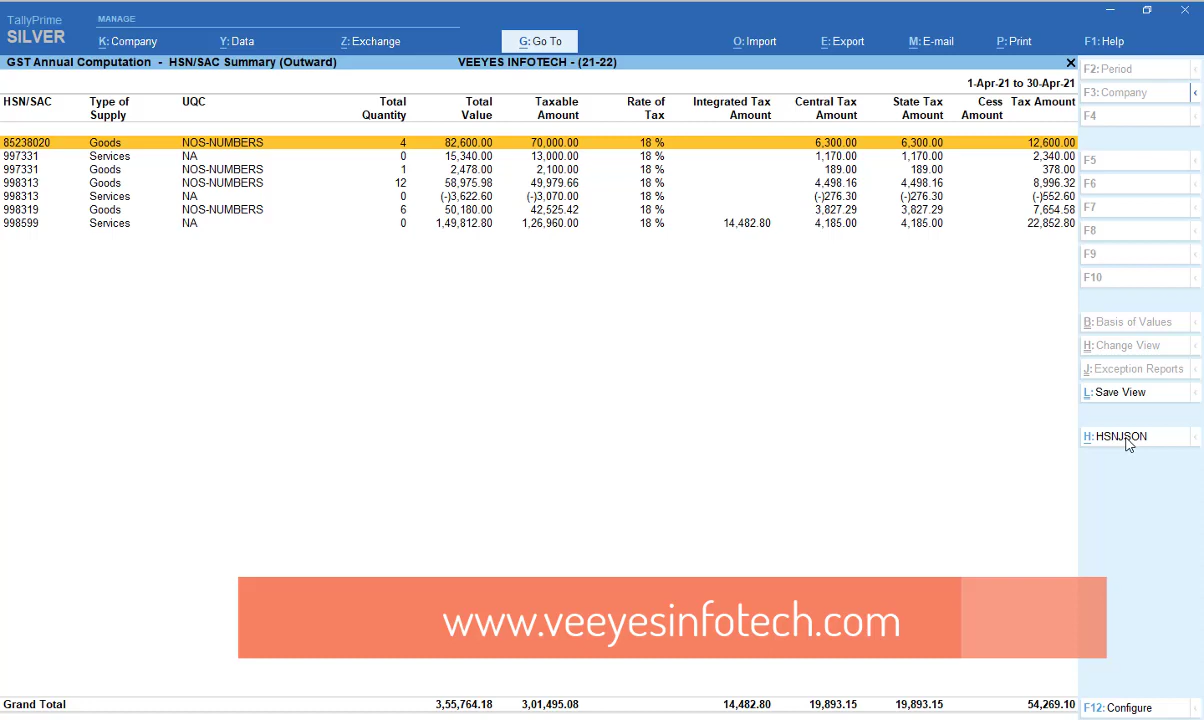 TallyPrime
SILVER
MANAGE
K: Company Y: Data Z: Exchange G: Go To O: Import E: Export M: E-mail P: Print F1: Help
GST Annual Computation - HSN/SAC Summary (Outward) VEEYES INFOTECH - (21-22)
1-Apr-21 to 30-Apr-21
HSN/SAC Type of Supply UQC Total Quantity Total Value Taxable Amount Rate of Tax Integrated Tax Amount Central Tax Amount State Tax Amount Cess Amount Tax Amount
85238020 Goods NOS-NUMBERS 4 82,600.00 70,000.00 18 % 6,300.00 6,300.00 12,600.00
997331 Services NA 0 15,340.00 13,000.00 18 % 1,170.00 1,170.00 2,340.00
997331 Goods NOS-NUMBERS 1 2,478.00 2,100.00 18 % 189.00 189.00 378.00
998313 Goods NOS-NUMBERS 12 58,975.98 49,979.66 18 % 4,498.16 4,498.16 8,996.32
998313 Services NA 0 (-)3,622.60 (-)3,070.00 18 % (-)276.30 (-)276.30 (-)552.60
998319 Goods NOS-NUMBERS 6 50,180.00 42,525.42 18 % 3,827.29 3,827.29 7,654.58
998599 Services NA 0 1,49,812.80 1,26,960.00 18 % 14,482.80 4,185.00 4,185.00 22,852.80
Grand Total 3,55,764.18 3,01,495.08 14,482.80 19,893.15 19,893.15 54,269.10
F2: Period
F3: Company
F4
F5
F6
F7
F8
F9
F10
B: Basis of Values
H: Change View
J: Exception Reports
L: Save View
H: HSNJSON
F12: Configure
www.veeyesinfotech.com